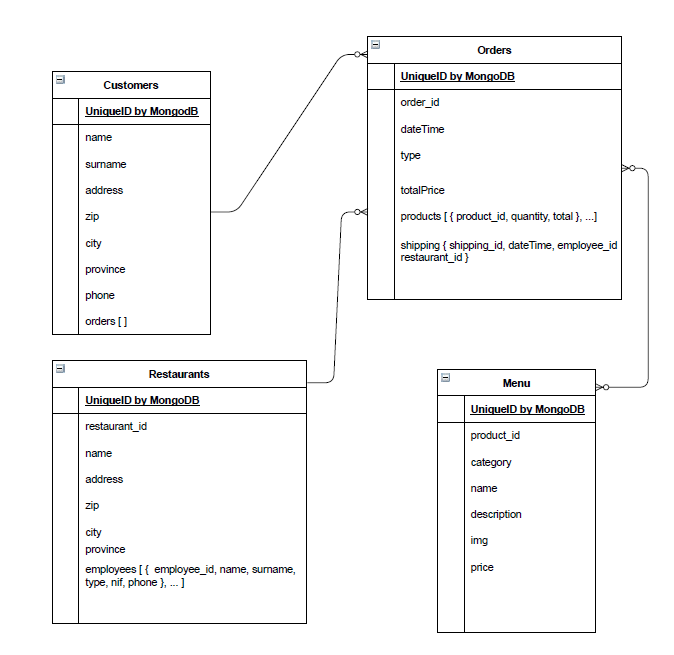 Customers
UniqueID by MongodB
name
surname
address
zip
city
province
phone
orders [ ]
Orders
UniqueID by MongoDB
order_id
dateTime
type
totalPrice
products [ { product_id, quantity, total }, ...]
shipping { shipping_id, dateTime, employee_id
restaurant_id }
Restaurants
UniqueID by MongoDB
restaurant_id
name
address
zip
city
province
employees [ { employee_id, name, surname,
type, nif, phone }, ... ]
Menu
UniqueID by MongoDB
product_id
category
name
description
img
price